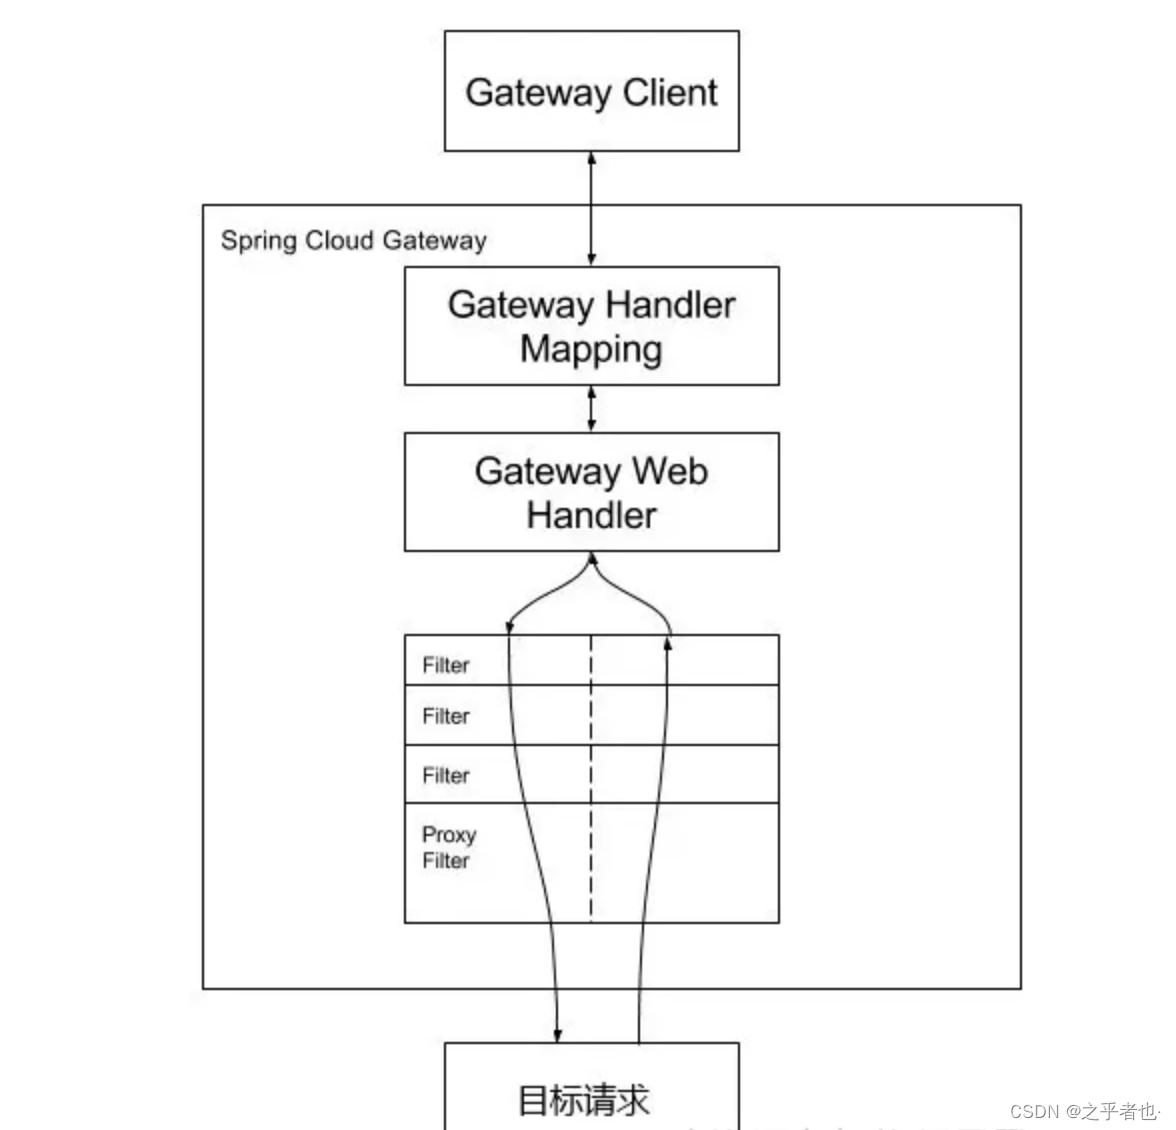 Gateway Client
Spring Cloud Gateway
Gateway Handler
Mapping
Gateway Web
Handler
Filter
Filter
Filter
Proxy
Filter
目标请求
CSDN @之乎者也·